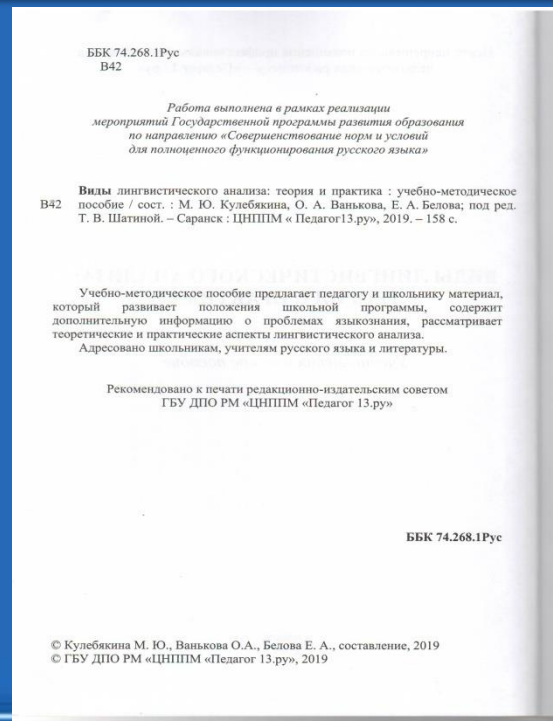 ББК 74.268.1Рус
В42
Работа выполнена в рамках реализации
мероприятий Государственной программы развития образования
по направлению «Совершенствование норм и условий
для полноценного функционирования русского языка»
Виды лингвистического анализа: теория и практика : учебно-методическое
В42 пособие / сост. : М. Ю. Кулебякина, О. А. Ванькова, Е. А. Белова; под ред.
Т. В. Шатиной. – Саранск : ЦНППМ « Педагог13.ру», 2019. – 158 с.
Учебно-методическое пособие предлагает педагогу и школьнику материал,
который развивает положения школьной программы, содержит
дополнительную информацию о проблемах языкознания, рассматривает
теоретические и практические аспекты лингвистического анализа.
Адресовано школьникам, учителям русского языка и литературы.
Рекомендовано к печати редакционно-издательским советом
ГБУ ДПО РМ «ЦНППМ «Педагог 13.ру»
ББК 74.268.1Рус
© Кулебякина М. Ю., Ванькова О.А., Белова Е. А., составление, 2019
© ГБУ ДПО РМ «ЦНППМ «Педагог 13.ру», 2019